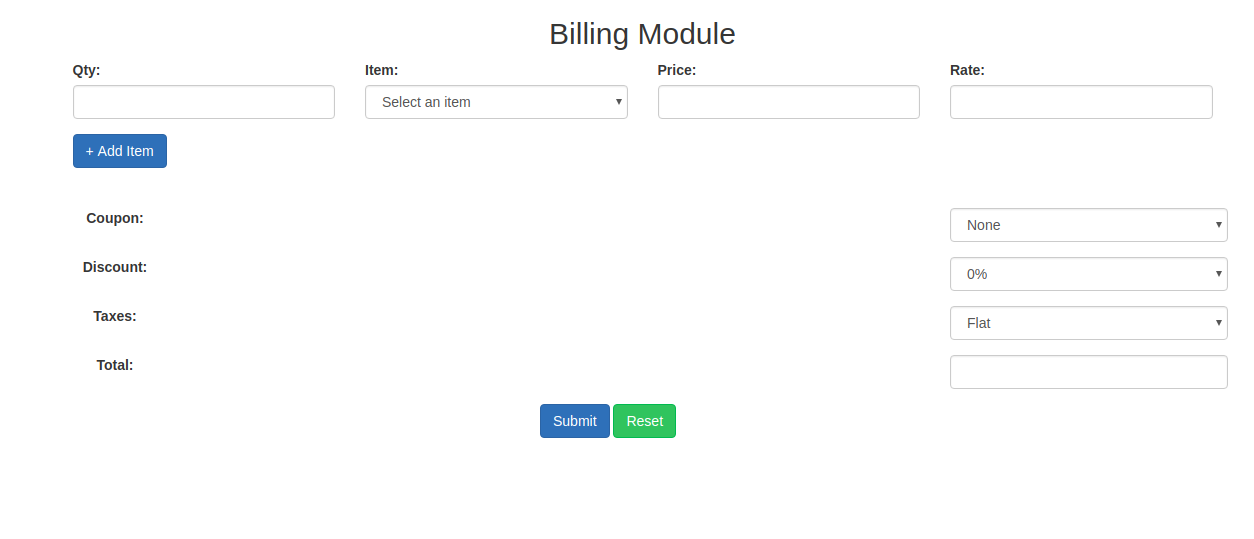 Billing Module
Qty: Item: Price: Rate:
Select an item
+ Add Item
Coupon: None
Discount: 0%
Taxes: Flat
Total:
Submit Reset